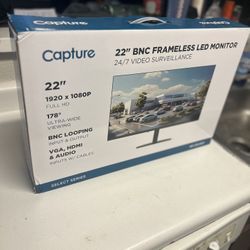 Capture
22" BNC FRAMELESS LED MONITOR
24/7 VIDEO SURVEILLANCE
22"
1920 x 1080P
FULL HD
178°
ULTRA-WIDE
VIEWING
BNC LOOPING
INPUT & OUTPUT
VGA, HDMI
& AUDIO
INPUTS W/ CABLES
SELECT SERIES